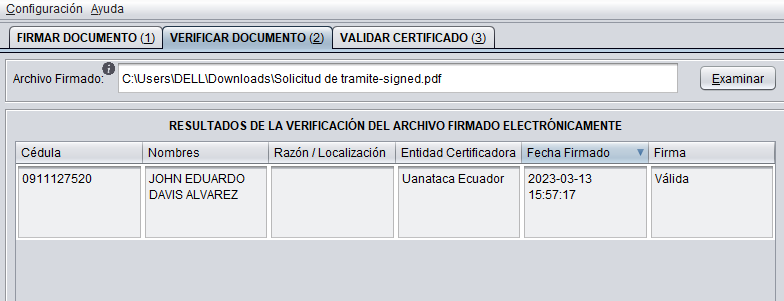 Configuración Ayuda
FIRMAR DOCUMENTO (1) VERIFICAR DOCUMENTO (2) VALIDAR CERTIFICADO (3)
Archivo Firmado: C:\Users\DELL\Downloads\Solicitud de tramite-signed.pdf Examinar
RESULTADOS DE LA VERIFICACIÓN DEL ARCHIVO FIRMADO ELECTRÓNICAMENTE
Cédula Nombres Razón / Localización Entidad Certificadora Fecha Firmado Firma
0911127520 JOHN EDUARDO Uanataca Ecuador 2023-03-13 Válida
DAVIS ALVAREZ 15:57:17